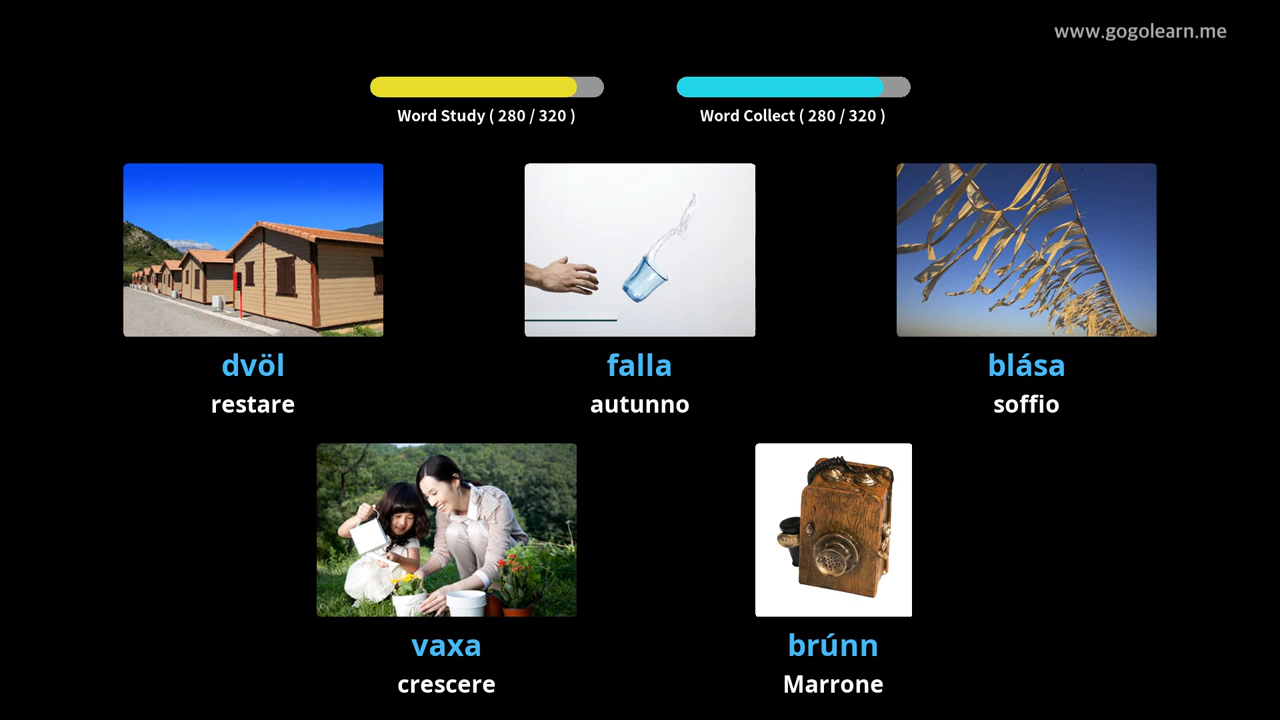 www.gogolearn.me
Word Study ( 280 / 320 )
Word Collect ( 280 / 320 )
dvöl
restare
falla
autunno
blása
soffio
vaxa
crescere
brúnn
Marrone